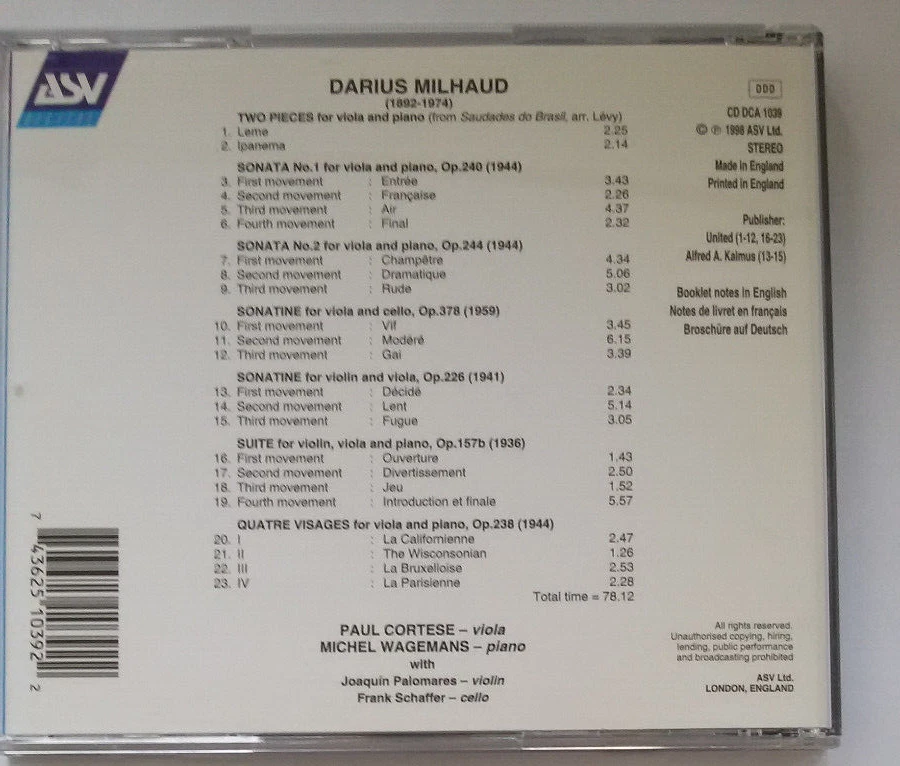 ASV
DARIUS MILHAUD
(1892-1974)
TWO PIECES for viola and piano (from Saudades do Brasil, arr. Lévy)
1. Leme 2.25
2. Ipanema 2.14
SONATA No.1 for viola and piano, Op.240 (1944)
3. First movement : Entrée 3.43
4. Second movement : Française 2.26
5. Third movement : Air 4.37
6. Fourth movement : Final 2.32
SONATA No.2 for viola and piano, Op.244 (1944)
7. First movement : Champêtre 4.34
8. Second movement : Dramatique 5.06
9. Third movement : Rude 3.02
SONATINE for viola and cello, Op.378 (1959)
10. First movement : Vif 3.45
11. Second movement : Modéré 6.15
12. Third movement : Gai 3.39
SONATINE for violin and viola, Op.226 (1941)
13. First movement : Décidé 2.34
14. Second movement : Lent 5.14
15. Third movement : Fugue 3.05
SUITE for violin, viola and piano, Op.157b (1936)
16. First movement : Ouverture 1.43
17. Second movement : Divertissement 2.50
18. Third movement : Jeu 1.52
19. Fourth movement : Introduction et finale 5.57
QUATRE VISAGES for viola and piano, Op.238 (1944)
20. I : La Californienne 2.47
21. II : The Wisconsonian 1.26
22. III : La Bruxelloise 2.53
23. IV : La Parisienne 2.28
Total time = 78.12
PAUL CORTESE – viola
MICHEL WAGEMANS – piano
with
Joaquín Palomares – violin
Frank Schaffer – cello
DDD
CD DCA 1039
© ℗ 1998 ASV Ltd.
STEREO
Made in England
Printed in England
Publisher:
United (1-12, 16-23)
Alfred A. Kalmus (13-15)
Booklet notes in English
Notes de livret en français
Broschüre auf Deutsch
All rights reserved.
Unauthorised copying, hiring,
lending, public performance
and broadcasting prohibited
ASV Ltd.
LONDON, ENGLAND
7 43625 10392 2